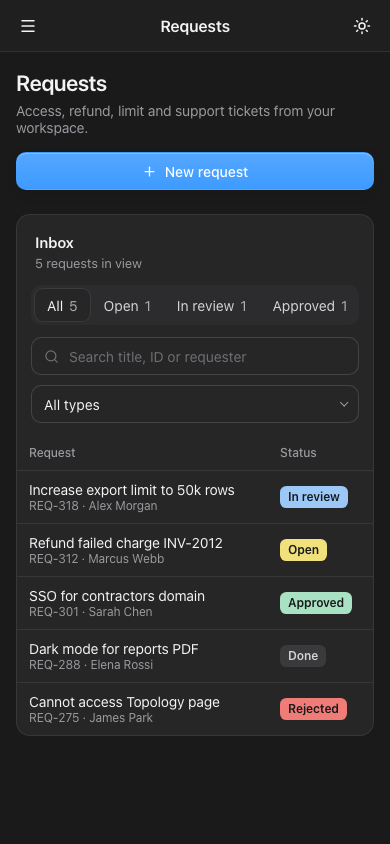 Requests
Requests
Access, refund, limit and support tickets from your
workspace.
+ New request
Inbox
5 requests in view
All 5 Open 1 In review 1 Approved 1
Search title, ID or requester
All types
Request Status
Increase export limit to 50k rows
REQ-318 · Alex Morgan
In review
Refund failed charge INV-2012
REQ-312 · Marcus Webb
Open
SSO for contractors domain
REQ-301 · Sarah Chen
Approved
Dark mode for reports PDF
REQ-288 · Elena Rossi
Done
Cannot access Topology page
REQ-275 · James Park
Rejected